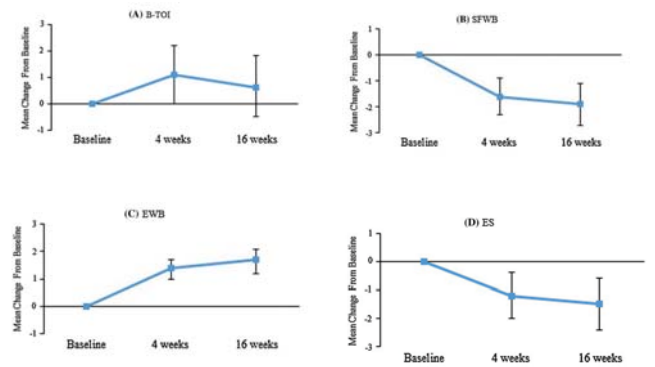 (A) B-TOI
Mean Change From Baseline
3
2
1
0
-1
Baseline 4 weeks 16 weeks
(B) SFWB
Mean Change From Baseline
1
0
-1
-2
-3
Baseline 4 weeks 16 weeks
(C) EWB
Mean Change From Baseline
3
2
1
0
-1
Baseline 4 weeks 16 weeks
(D) ES
Mean Change From Baseline
1
0
-1
-2
-3
Baseline 4 weeks 16 weeks